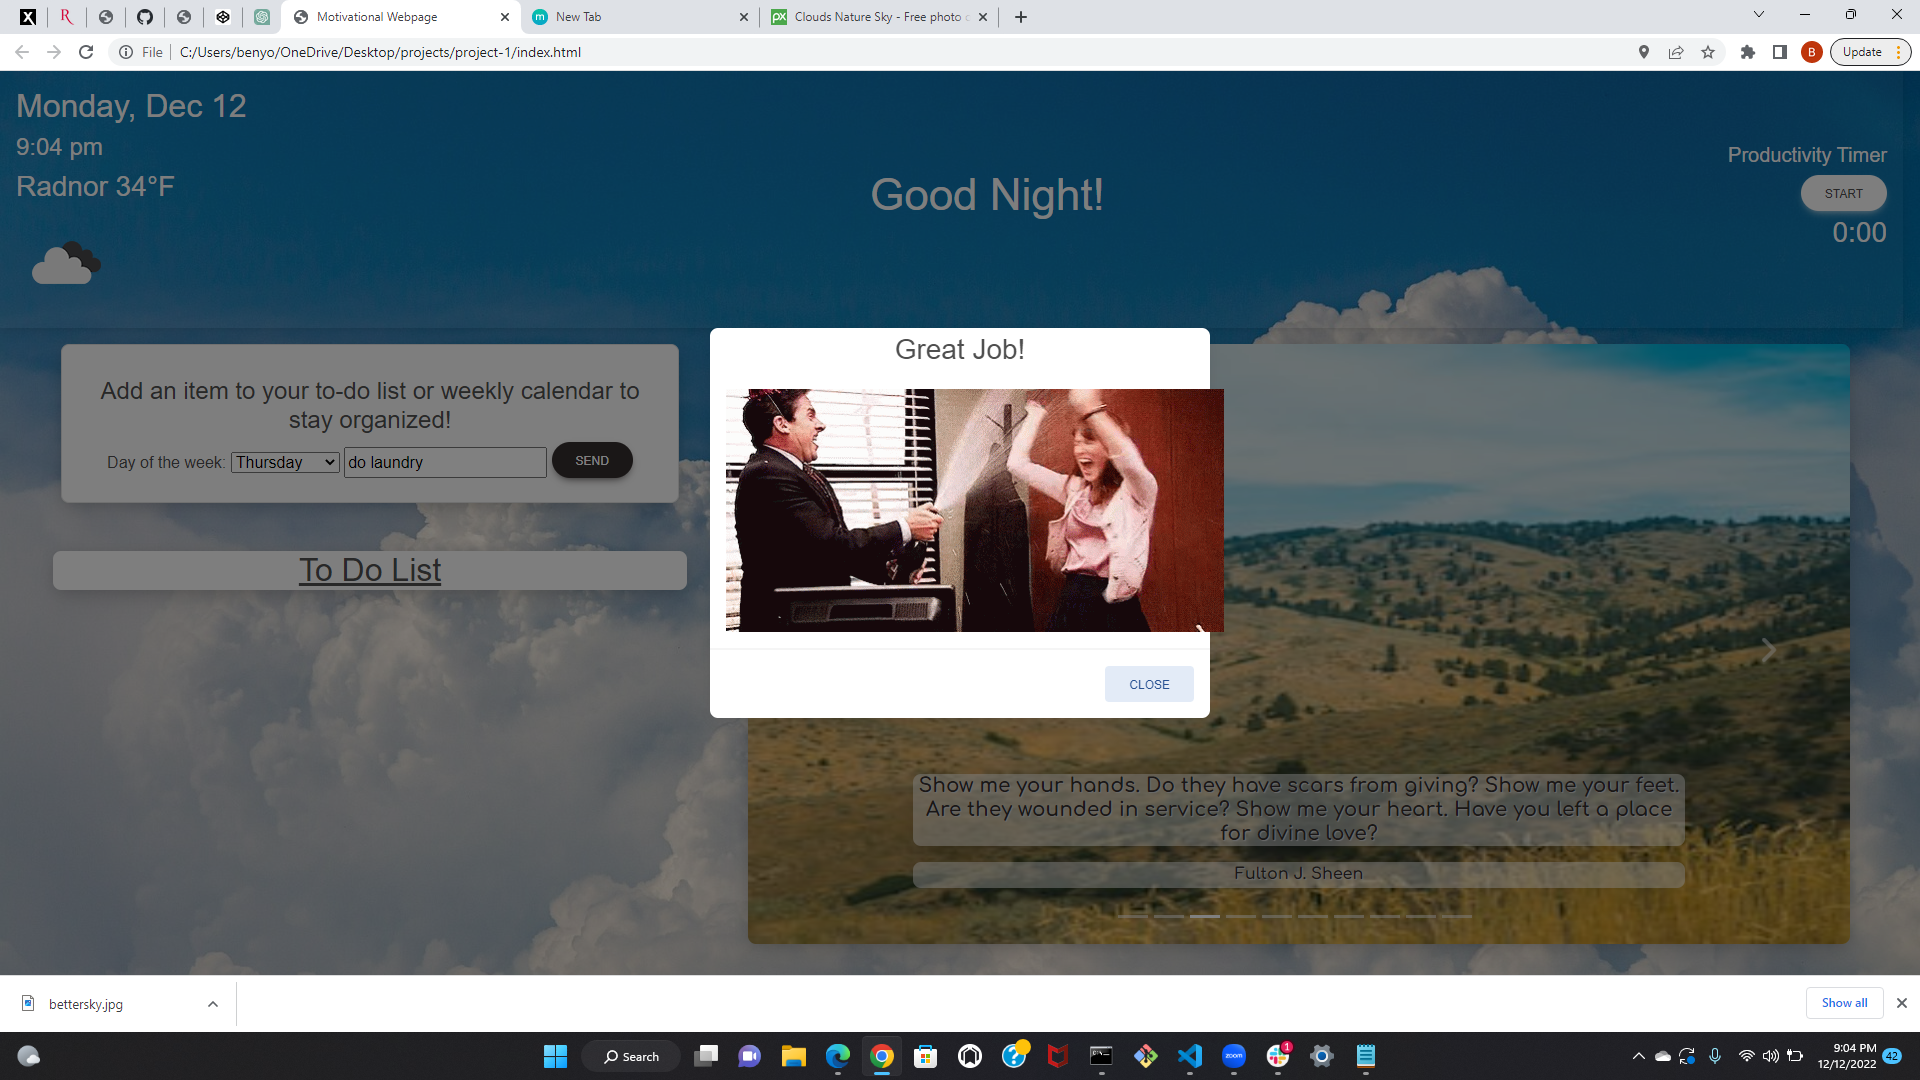 Motivational Webpage
New Tab
Clouds Nature Sky - Free photo
File
C:/Users/benyo/OneDrive/Desktop/projects/project-1/index.html
B
Update
Monday, Dec 12
9:04 pm
Radnor 34°F
Good Night!
Productivity Timer
START
0:00
Great Job!
CLOSE
Add an item to your to-do list or weekly calendar to
stay organized!
Day of the week: Thursday do laundry SEND
To Do List
Show me your hands. Do they have scars from giving? Show me your feet.
Are they wounded in service? Show me your heart. Have you left a place
for divine love?
Fulton J. Sheen
bettersky.jpg
Show all
Search
zoom
1
9:04 PM
12/12/2022
42